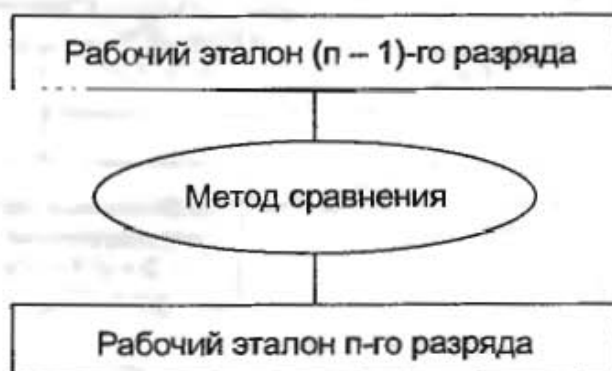 Рабочий эталон (п – 1)-го разряда
Метод сравнения
Рабочий эталон п-го разряда